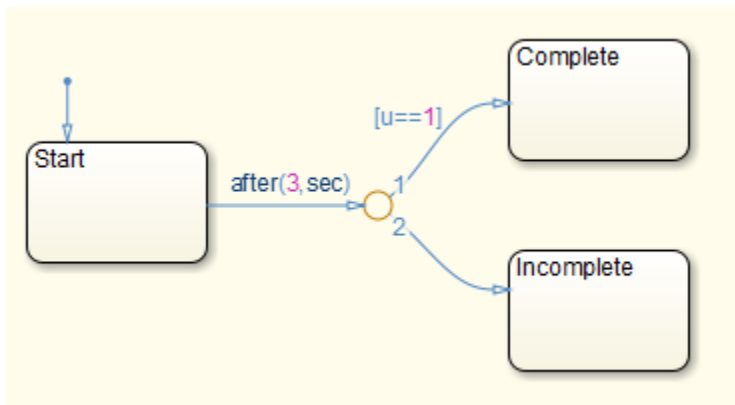 Complete
[u==1]
Start
after(3,sec)
1
2
Incomplete